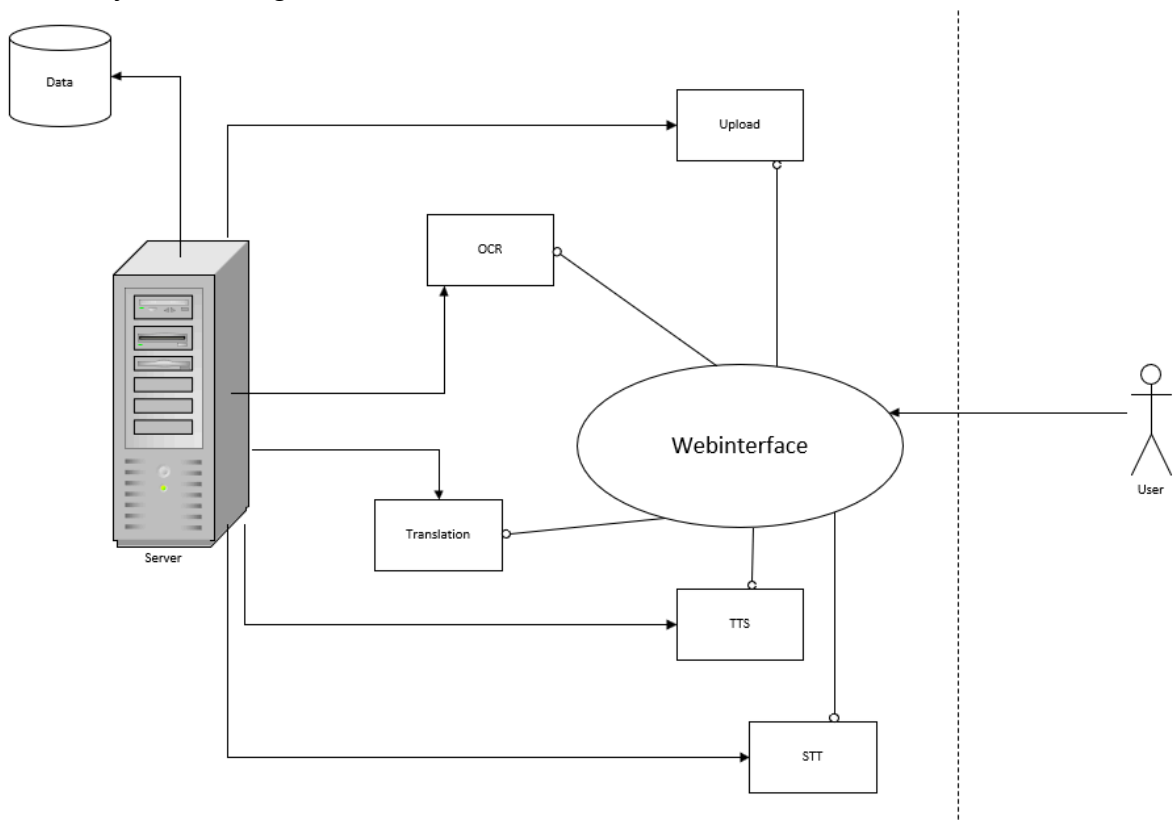 Data
Upload
OCR
Webinterface
User
Translation
Server
TTS
STT